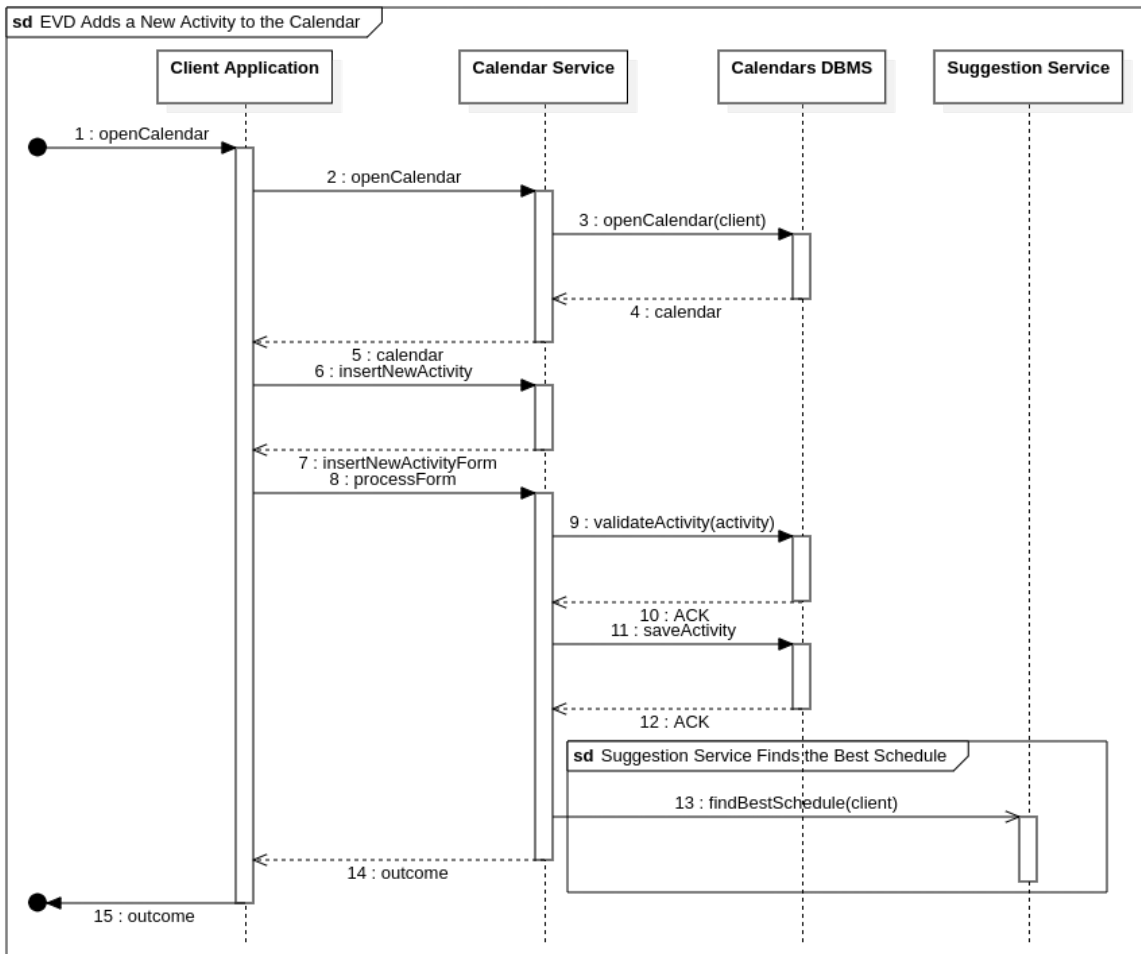 sd EVD Adds a New Activity to the Calendar
Client Application
Calendar Service
Calendars DBMS
Suggestion Service
1 : openCalendar
2 : openCalendar
3 : openCalendar(client)
4 : calendar
5 : calendar
6 : insertNewActivity
7 : insertNewActivityForm
8 : processForm
9 : validateActivity(activity)
10 : ACK
11 : saveActivity
12 : ACK
sd Suggestion Service Finds the Best Schedule
13 : findBestSchedule(client)
14 : outcome
15 : outcome